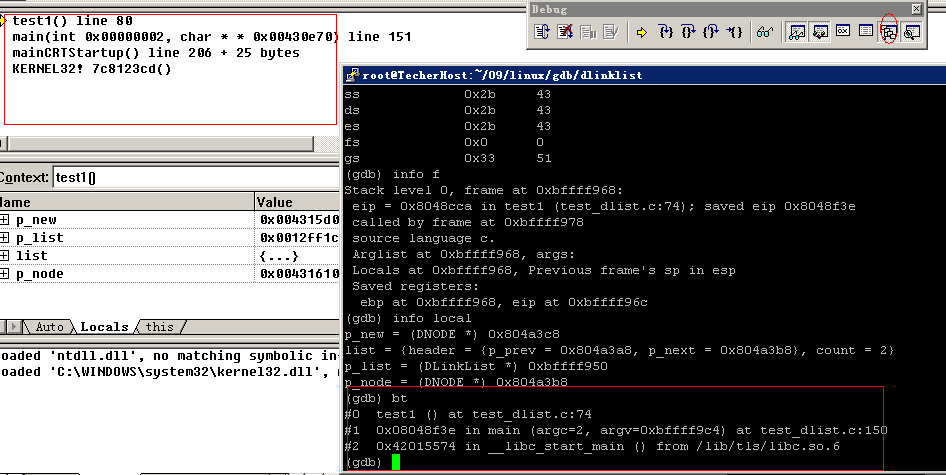 test1() line 80
main(int 0x00000002, char * * 0x00430e70) line 151
mainCRTStartup() line 206 + 25 bytes
KERNEL32! 7c8123cd()
Debug
Context: test1()
Name Value
p_new 0x004315d0
p_list 0x0012ff1c
list {...}
p_node 0x00431610
Auto Locals this
oaded 'ntdll.dll', no matching symbolic in
oaded 'C:\WINDOWS\system32\kernel32.dll',
root@TecherHost:~/09/linux/gdb/dlinklist
ss 0x2b 43
ds 0x2b 43
es 0x2b 43
fs 0x0 0
gs 0x33 51
(gdb) info f
Stack level 0, frame at 0xbffff968:
eip = 0x8048cca in test1 (test_dlist.c:74); saved eip 0x8048f3e
called by frame at 0xbffff978
source language c.
Arglist at 0xbffff968, args:
Locals at 0xbffff968, Previous frame's sp in esp
Saved registers:
ebp at 0xbffff968, eip at 0xbffff96c
(gdb) info local
p_new = (DNODE *) 0x804a3c8
list = {header = {p_prev = 0x804a3a8, p_next = 0x804a3b8}, count = 2}
p_list = (DLinkList *) 0xbffff950
p_node = (DNODE *) 0x804a3b8
(gdb) bt
#0 test1 () at test_dlist.c:74
#1 0x08048f3e in main (argc=2, argv=0xbffff9c4) at test_dlist.c:150
#2 0x42015574 in __libc_start_main () from /lib/tls/libc.so.6
(gdb)